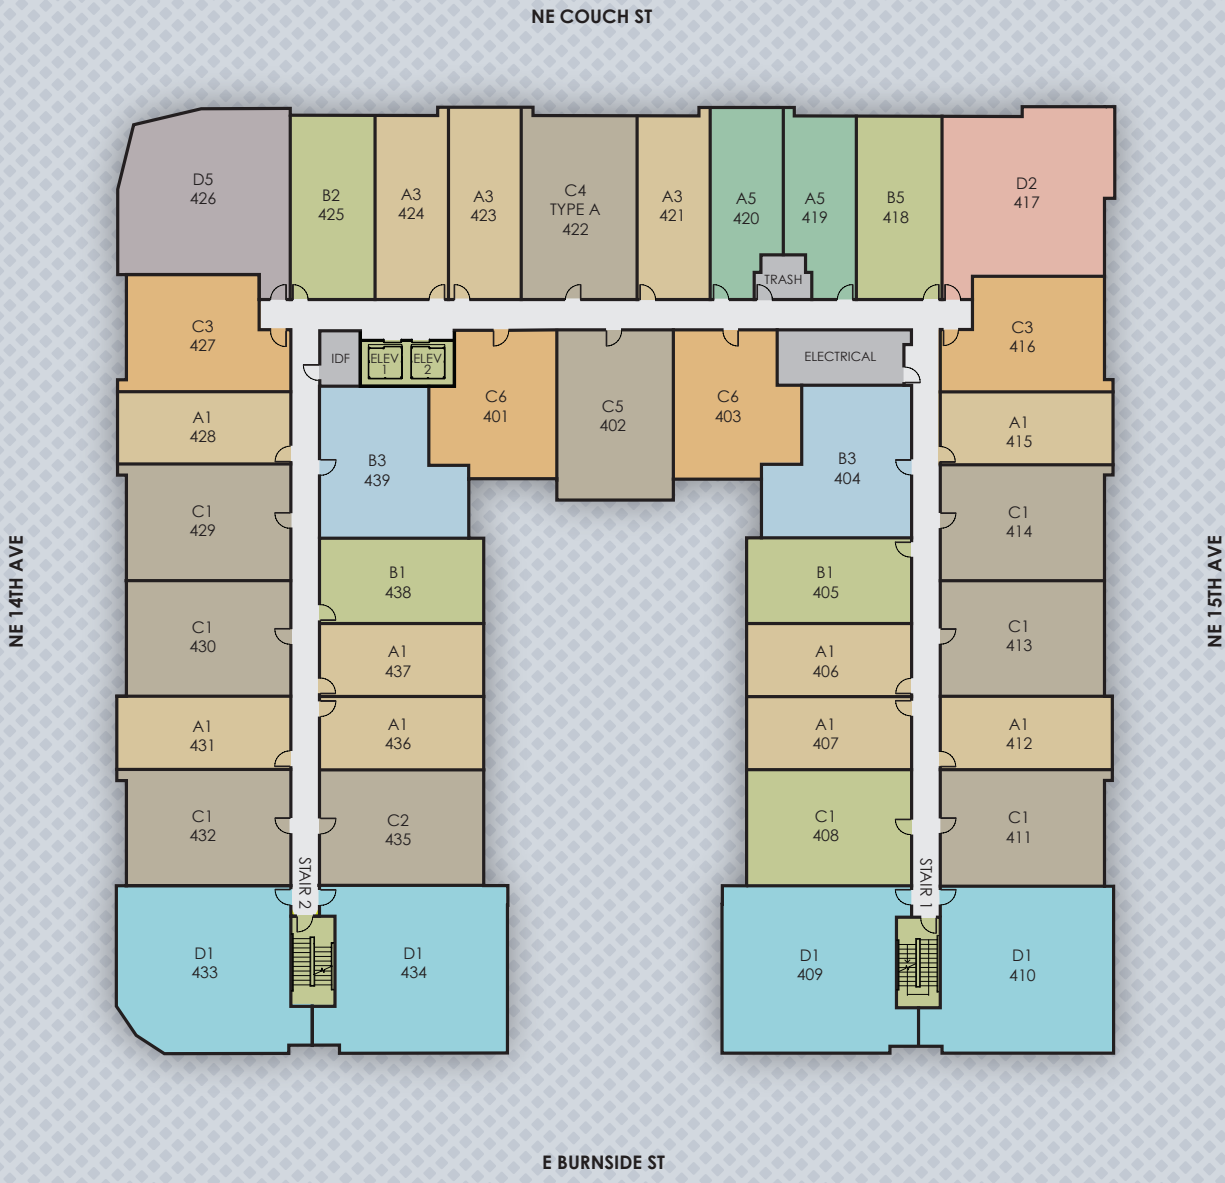 NE COUCH ST
D5
426
B2
425
A3
424
A3
423
C4
TYPE A
422
A3
421
A5
420
A5
419
B5
418
D2
417
TRASH
C3
427
IDF
ELEV
1
ELEV
2
C6
401
C5
402
C6
403
ELECTRICAL
C3
416
A1
428
B3
439
B3
404
A1
415
C1
429
C1
414
B1
438
B1
405
C1
430
C1
413
A1
437
A1
406
A1
431
A1
436
A1
407
A1
412
C1
432
C2
435
C1
408
C1
411
STAIR 2
STAIR 1
D1
433
D1
434
D1
409
D1
410
NE 14TH AVE
NE 15TH AVE
E BURNSIDE ST